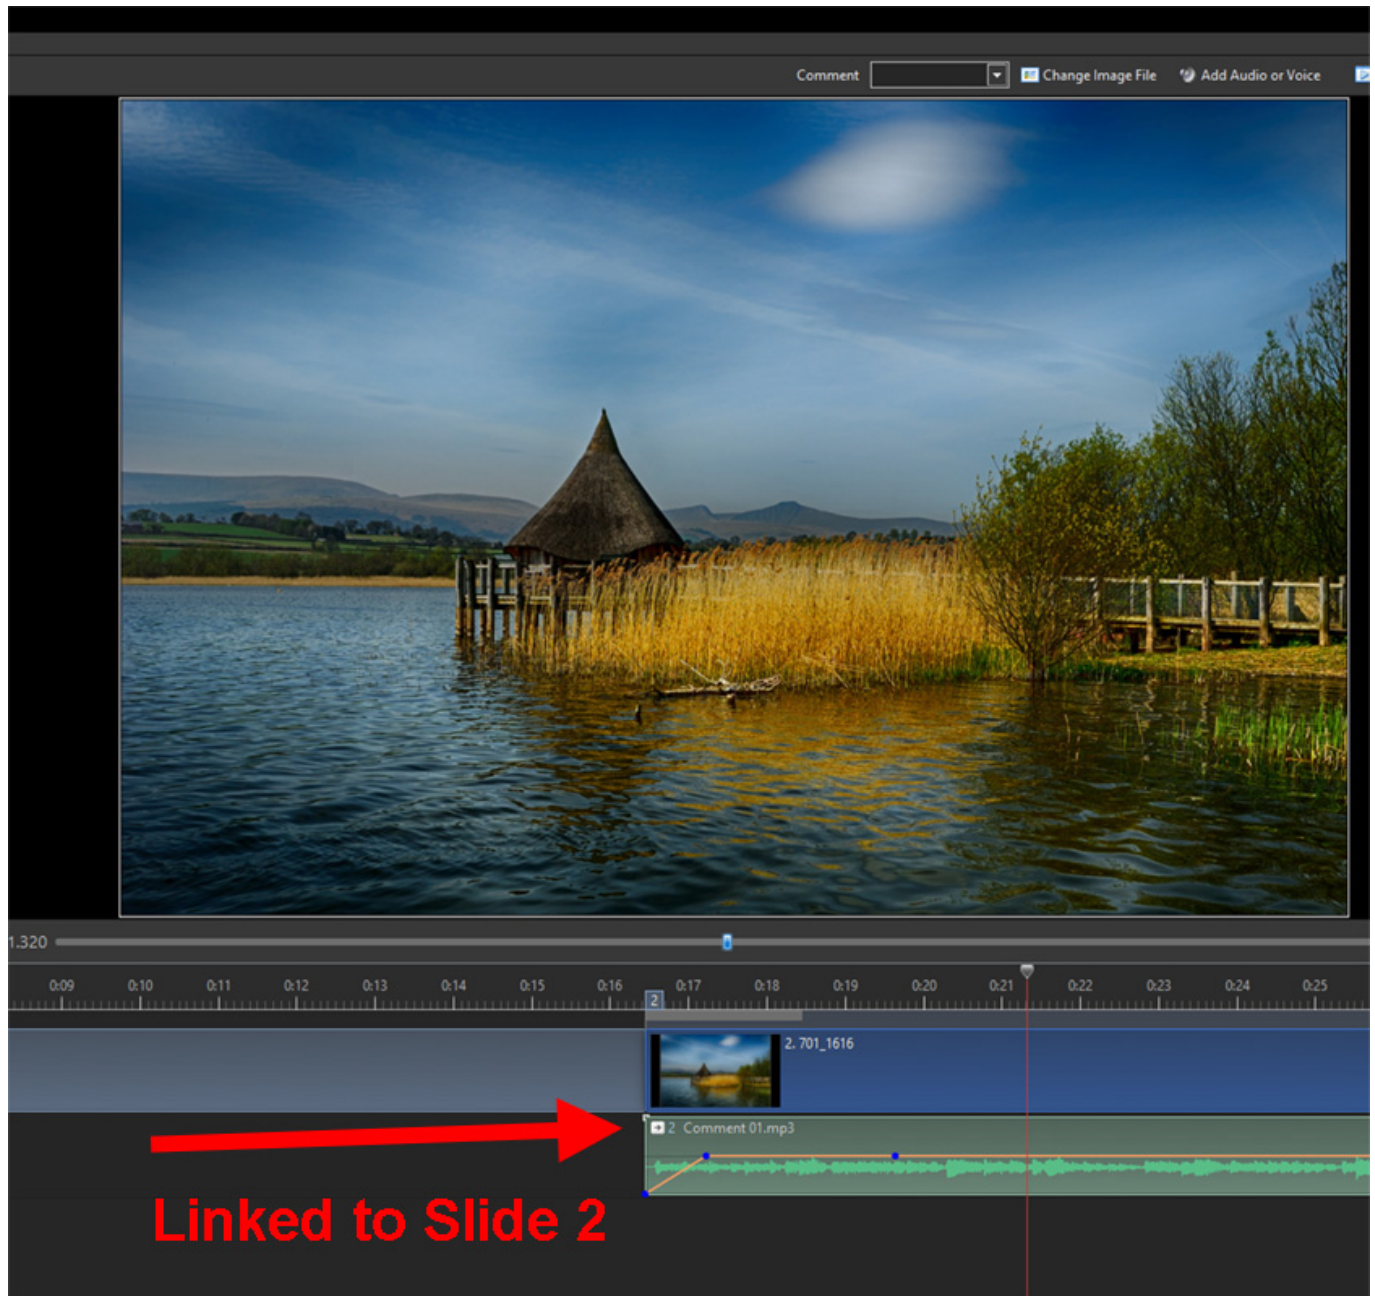 Comment Change Image File Add Audio or Voice
1.320
0:09 0:10 0:11 0:12 0:13 0:14 0:15 0:16 0:17 0:18 0:19 0:20 0:21 0:22 0:23 0:24 0:25
2
2. 701_1616
2 Comment 01.mp3
Linked to Slide 2